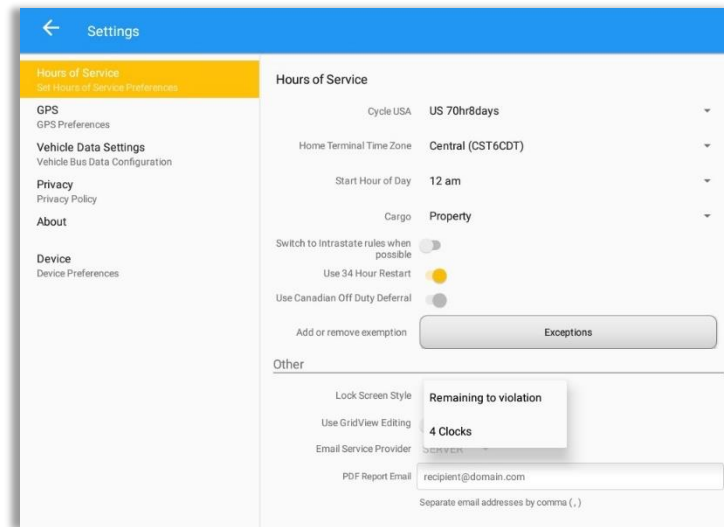 Settings
Hours of Service
Set Hours of Service Preferences
GPS
GPS Preferences
Vehicle Data Settings
Vehicle Bus Data Configuration
Privacy
Privacy Policy
About
Device
Device Preferences
Hours of Service
Cycle USA US 70hr8days
Home Terminal Time Zone Central (CST6CDT)
Start Hour of Day 12 am
Cargo Property
Switch to Intrastate rules when
possible
Use 34 Hour Restart
Use Canadian Off Duty Deferral
Add or remove exemption Exceptions
Other
Lock Screen Style Remaining to violation
Use GridView Editing 4 Clocks
Email Service Provider SERVER
PDF Report Email recipient@domain.com
Separate email addresses by comma ( , )